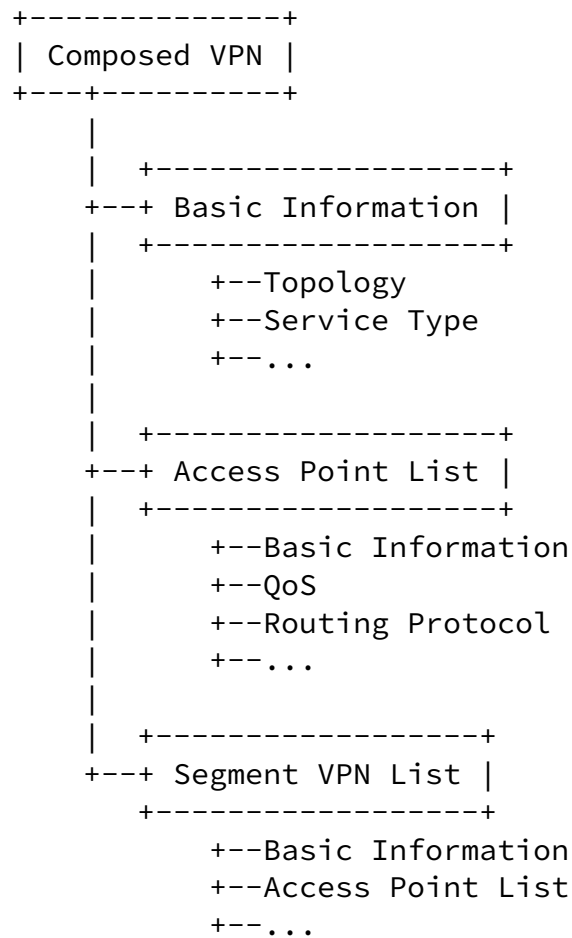 +--------------+
| Composed VPN |
+---+----------+
    |
    |  +-------------------+
    +--+ Basic Information |
    |  +-------------------+
    |      +--Topology
    |      +--Service Type
    |      +--...
    |
    |  +-------------------+
    +--+ Access Point List |
    |  +-------------------+
    |      +--Basic Information
    |      +--QoS
    |      +--Routing Protocol
    |      +--...
    |
    |  +------------------+
    +--+ Segment VPN List |
       +------------------+
           +--Basic Information
           +--Access Point List
           +--...